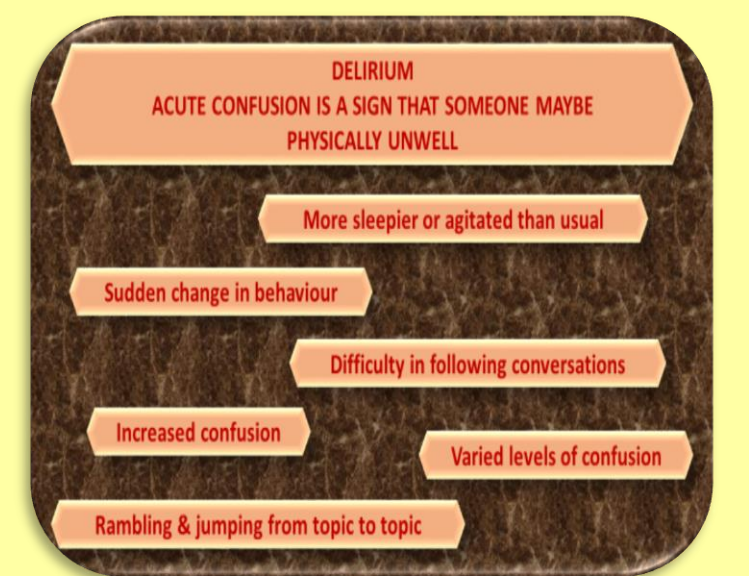 DELIRIUM
ACUTE CONFUSION IS A SIGN THAT SOMEONE MAYBE
PHYSICALLY UNWELL
More sleepier or agitated than usual
Sudden change in behaviour
Difficulty in following conversations
Increased confusion
Varied levels of confusion
Rambling & jumping from topic to topic